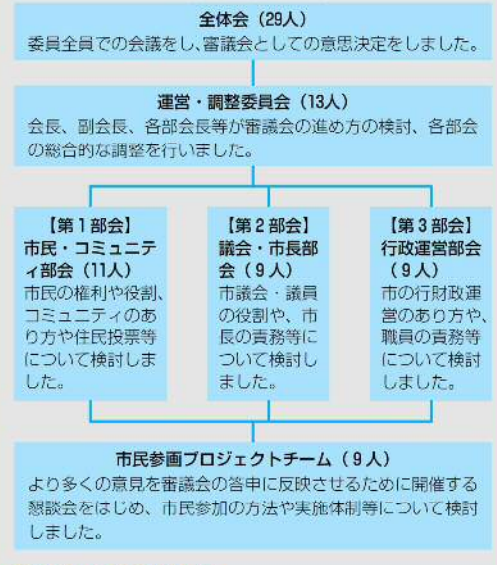 全体会（29人）
委員全員での会議をし、審議会としての意思決定をしました。
運営・調整委員会（13人）
会長、副会長、各部会長等が審議会の進め方の検討、各部会
の総合的な調整を行いました。
【第１部会】
市民・コミュニテ
ィ部会（11人）
市民の権利や役割、
コミュニティのあ
り方や住民投票等
について検討しま
した。
【第２部会】
議会・市長部
会（９人）
市議会・議員
の役割や、市
長の責務等に
ついて検討し
ました。
【第３部会】
行政運営部会
（９人）
市の行財政運
営のあり方や、
職員の責務等
について検討
しました。
市民参画プロジェクトチーム（９人）
より多くの意見を審議会の答申に反映させるために開催する
懇談会をはじめ、市民参加の方法や実施体制等について検討
しました。